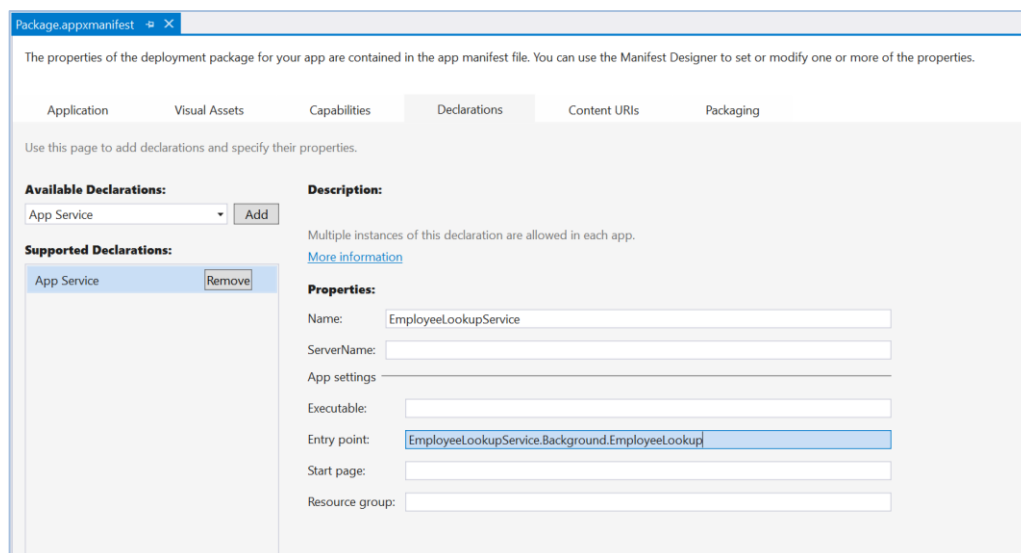 Package.appxmanifest
The properties of the deployment package for your app are contained in the app manifest file. You can use the Manifest Designer to set or modify one or more of the properties.
Application Visual Assets Capabilities Declarations Content URIs Packaging
Use this page to add declarations and specify their properties.
Available Declarations:
App Service Add
Supported Declarations:
App Service Remove
Description:
Multiple instances of this declaration are allowed in each app.
More information
Properties:
Name: EmployeeLookupService
ServerName:
App settings
Executable:
Entry point: EmployeeLookupService.Background.EmployeeLookup
Start page:
Resource group: